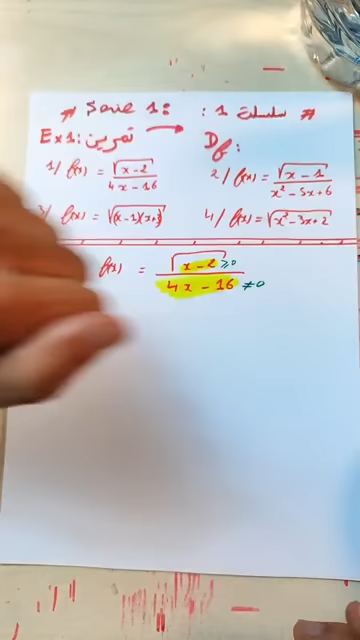 # Serie 1: : 1 سلسلة #
Ex1: تمرين → Df:
1/ f(x) = √(x-2) / (4x-16)
2/ f(x) = √(x-1) / (x²-5x+6)
3/ f(x) = √((x-1)(x+3))
4/ f(x) = √(x²-3x+2)
f(x) = √(x-2) ≥0 / (4x-16) ≠0